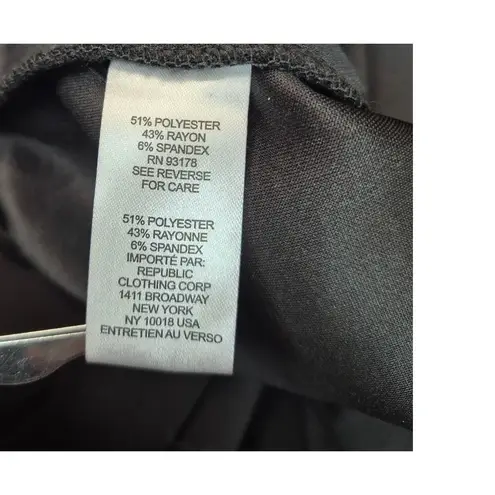 51% POLYESTER
43% RAYON
6% SPANDEX
RN 93178
SEE REVERSE
FOR CARE
51% POLYESTER
43% RAYONNE
6% SPANDEX
IMPORTÉ PAR:
REPUBLIC
CLOTHING CORP
1411 BROADWAY
NEW YORK
NY 10018 USA
ENTRETIEN AU VERSO